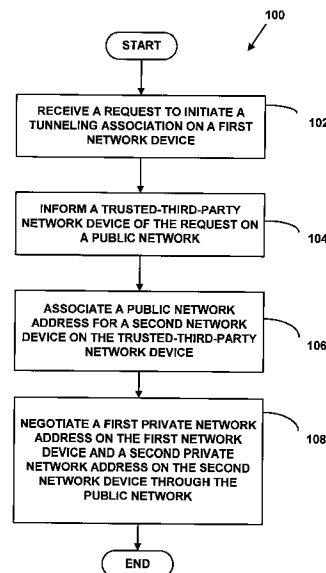 100
START
RECEIVE A REQUEST TO INITIATE A
TUNNELING ASSOCIATION ON A FIRST
NETWORK DEVICE
102
INFORM A TRUSTED-THIRD-PARTY
NETWORK DEVICE OF THE REQUEST ON
A PUBLIC NETWORK
104
ASSOCIATE A PUBLIC NETWORK
ADDRESS FOR A SECOND NETWORK
DEVICE ON THE TRUSTED-THIRD-PARTY
NETWORK DEVICE
106
NEGOTIATE A FIRST PRIVATE NETWORK
ADDRESS ON THE FIRST NETWORK
DEVICE AND A SECOND PRIVATE
NETWORK ADDRESS ON THE SECOND
NETWORK DEVICE THROUGH THE
PUBLIC NETWORK
108
END